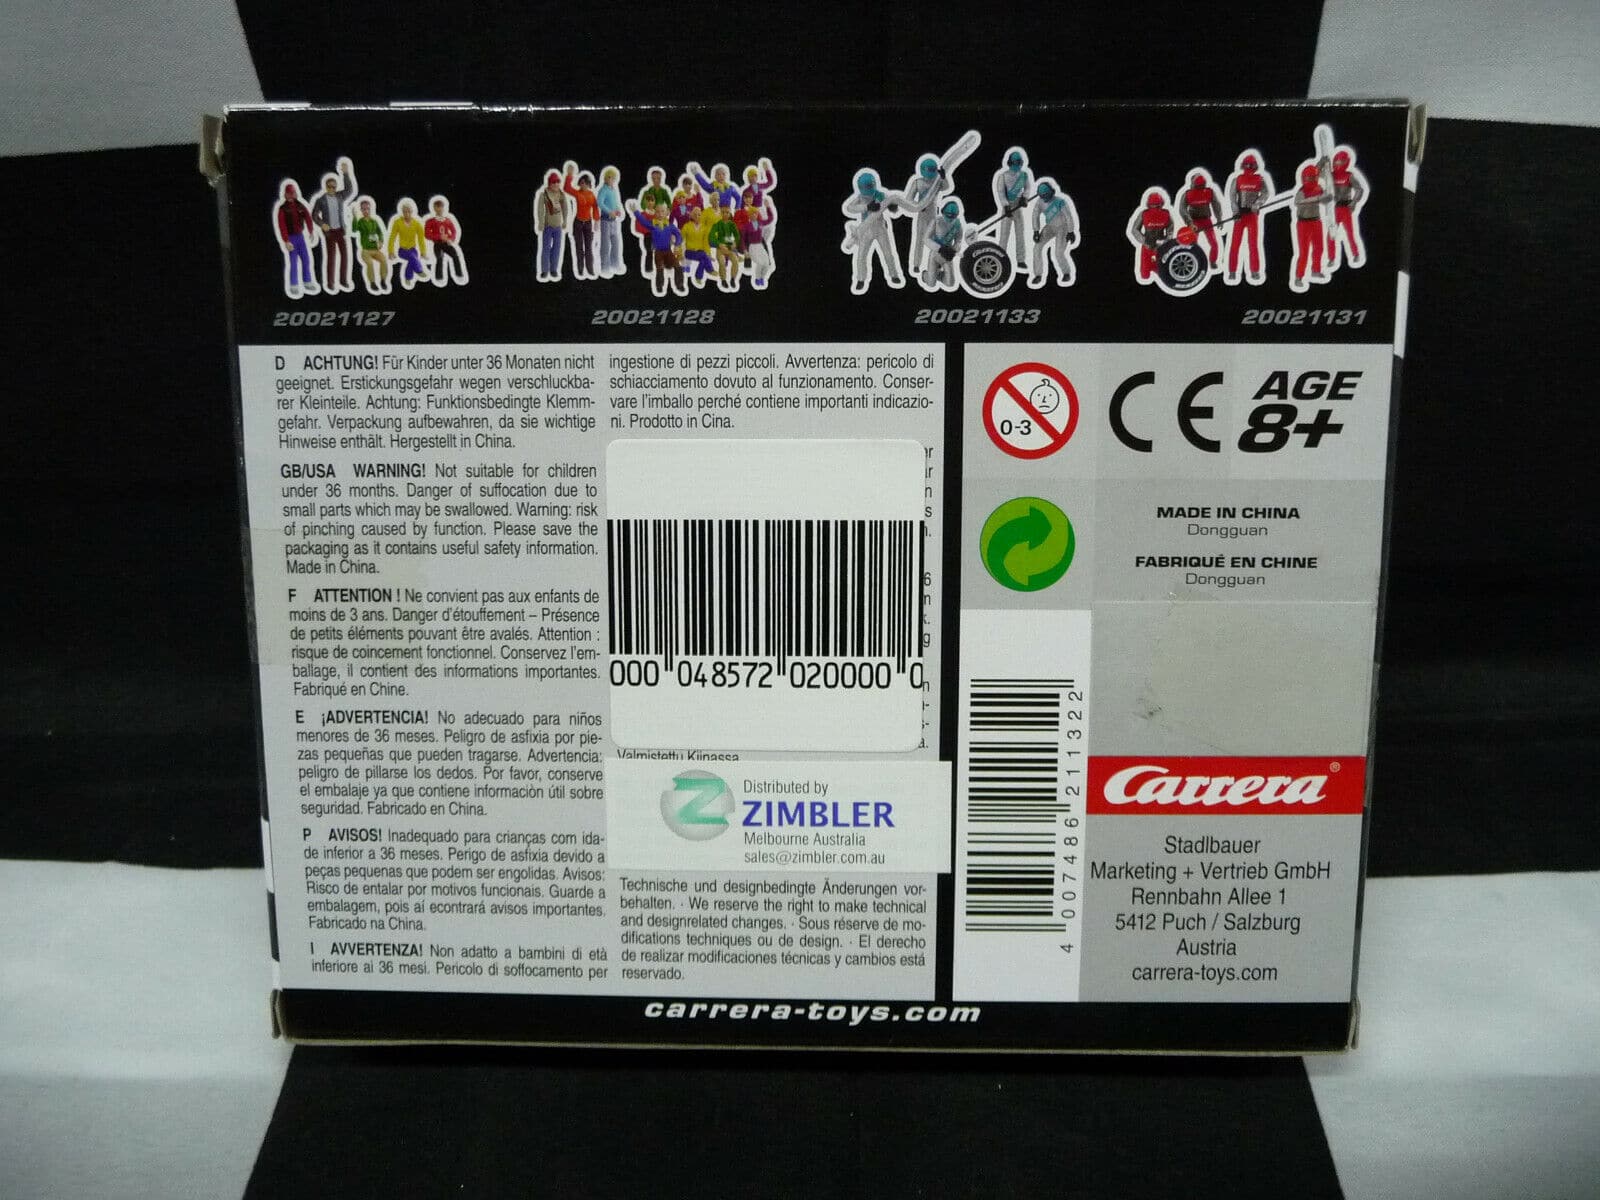 20021127
20021128
20021133
20021131
D ACHTUNG! Für Kinder unter 36 Monaten nicht
geeignet. Erstickungsgefahr wegen verschluckba-
rer Kleinteile. Achtung: Funktionsbedingte Klemm-
gefahr. Verpackung aufbewahren, da sie wichtige
Hinweise enthält. Hergestellt in China.
GB/USA WARNING! Not suitable for children
under 36 months. Danger of suffocation due to
small parts which may be swallowed. Warning: risk
of pinching caused by function. Please save the
packaging as it contains useful safety information.
Made in China.
F ATTENTION ! Ne convient pas aux enfants de
moins de 3 ans. Danger d'étouffement – Présence
de petits éléments pouvant être avalés. Attention :
risque de coincement fonctionnel. Conservez l'em-
ballage, il contient des informations importantes.
Fabriqué en Chine.
E ¡ADVERTENCIA! No adecuado para niños
menores de 36 meses. Peligro de asfixia por pie-
zas pequeñas que pueden tragarse. Advertencia:
peligro de pillarse los dedos. Por favor, conserve
el embalaje ya que contiene información útil sobre
seguridad. Fabricado en China.
P AVISOS! Inadequado para crianças com ida-
de inferior a 36 meses. Perigo de asfixia devido a
peças pequenas que podem ser engolidas. Avisos:
Risco de entalar por motivos funcionais. Guarde a
embalagem, pois aí econtrará avisos importantes.
Fabricado na China.
I AVVERTENZA! Non adatto a bambini di età
inferiore ai 36 mesi. Pericolo di soffocamento per
ingestione di pezzi piccoli. Avvertenza: pericolo di
schiacciamento dovuto al funzionamento. Conser-
vare l'imballo perché contiene importanti indicazio-
ni. Prodotto in Cina.
000 048572 020000 0
Valmistettu Kiinassa
Distributed by
ZIMBLER
Melbourne Australia
sales@zimbler.com.au
Technische und designbedingte Änderungen vor-
behalten. · We reserve the right to make technical
and designrelated changes. · Sous réserve de mo-
difications techniques ou de design. · El derecho
de realizar modificaciones técnicas y cambios está
reservado.
0-3
CE
AGE
8+
MADE IN CHINA
Dongguan
FABRIQUÉ EN CHINE
Dongguan
4 007486 211322
Carrera®
Stadlbauer
Marketing + Vertrieb GmbH
Rennbahn Allee 1
5412 Puch / Salzburg
Austria
carrera-toys.com
carrera-toys.com